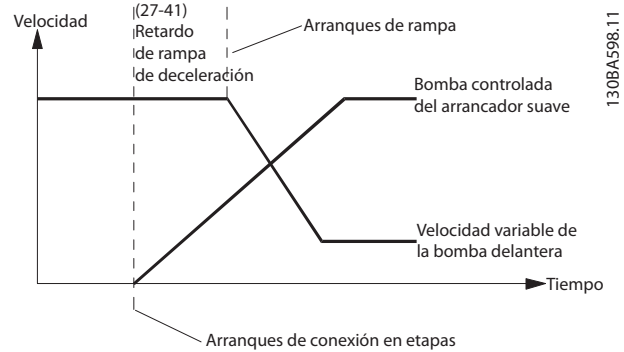 Velocidad
(27-41)
Retardo
de rampa
de deceleración
Arranques de rampa
Bomba controlada
del arrancador suave
Velocidad variable de
la bomba delantera
Tiempo
Arranques de conexión en etapas
130BA598.11